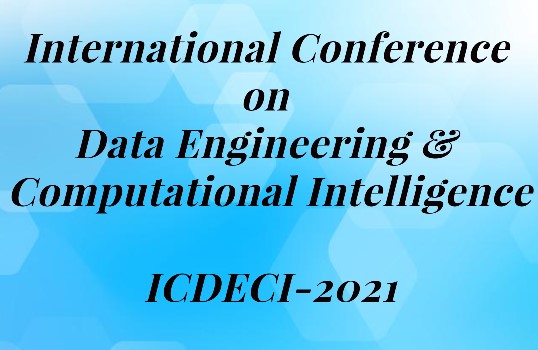 International Conference
on
Data Engineering &
Computational Intelligence
ICDECI-2021